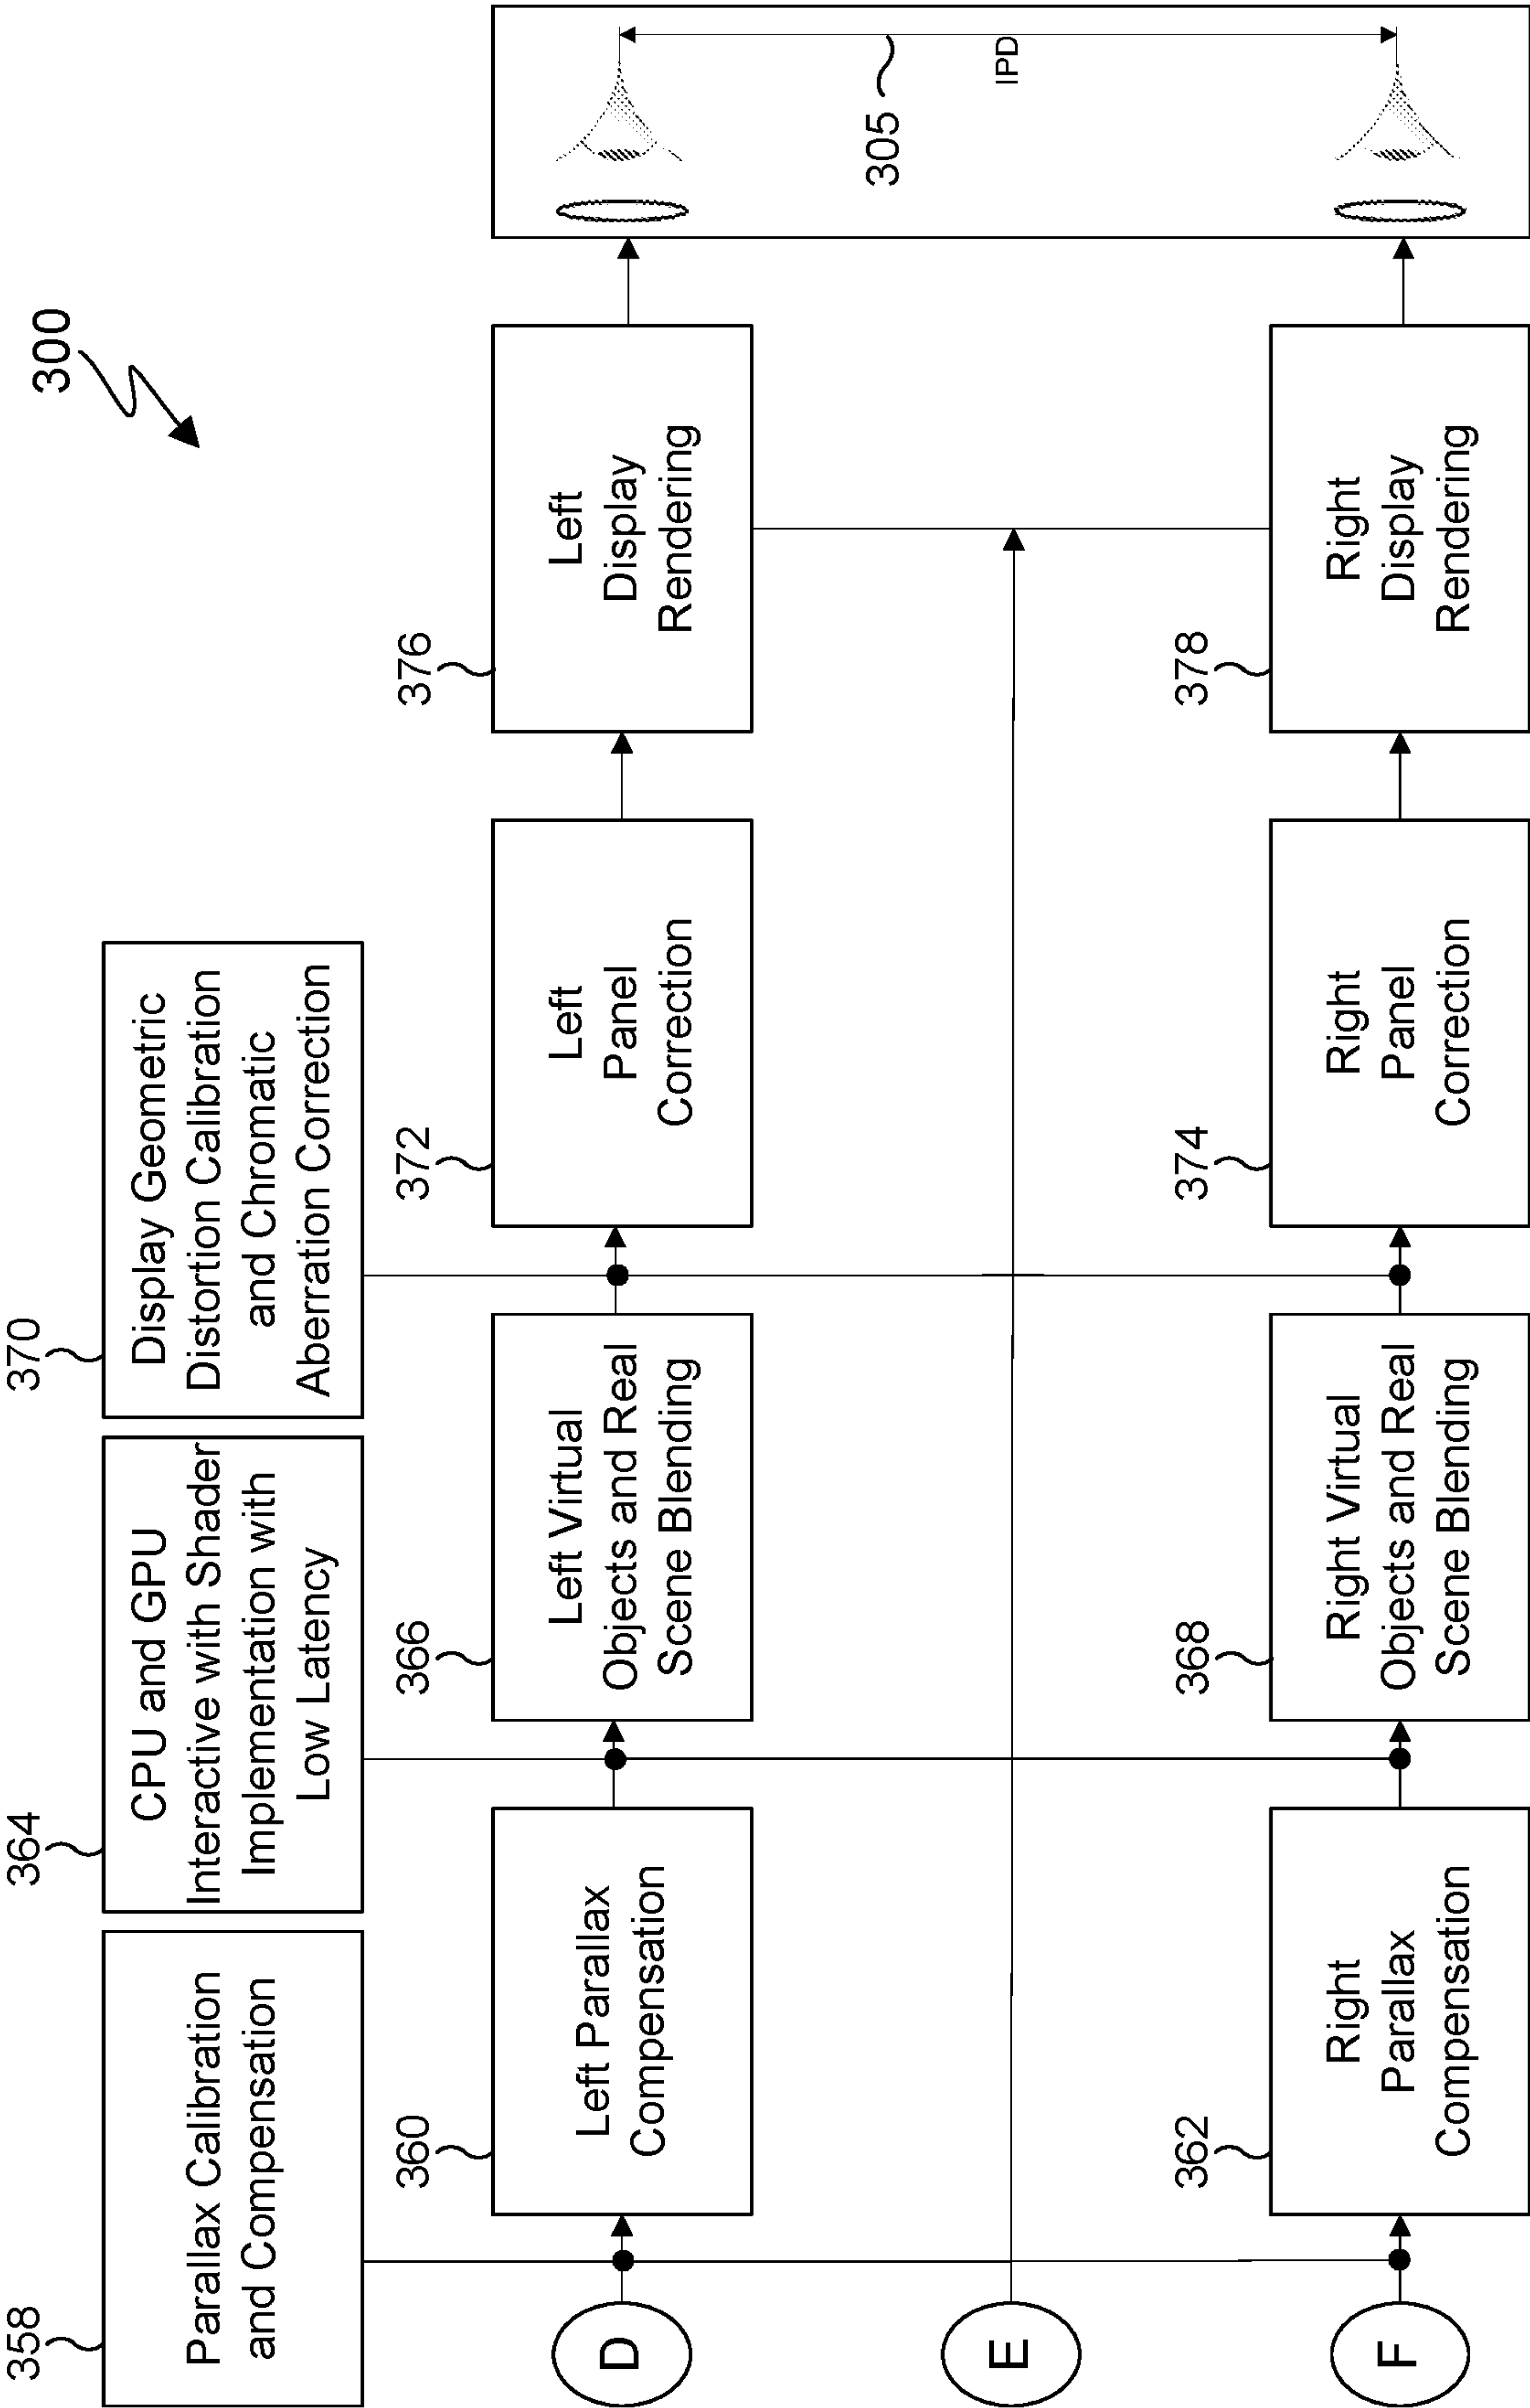 300
358
Parallax Calibration
and Compensation
364
CPU and GPU
Interactive with Shader
Implementation with
Low Latency
370
Display Geometric
Distortion Calibration
and Chromatic
Aberration Correction
D
360
Left Parallax
Compensation
366
Left Virtual
Objects and Real
Scene Blending
372
Left
Panel
Correction
376
Left
Display
Rendering
E
305
IPD
F
362
Right
Parallax
Compensation
368
Right Virtual
Objects and Real
Scene Blending
374
Right
Panel
Correction
378
Right
Display
Rendering